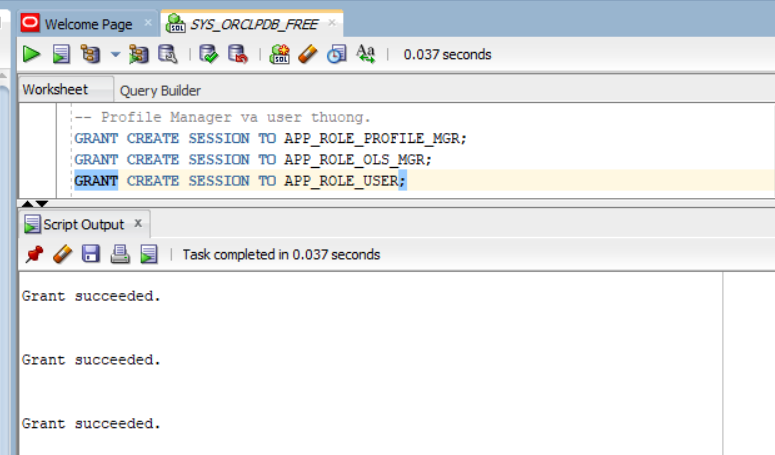 Welcome Page × SYS_ORCLPDB_FREE ×
SQL Aa 0.037 seconds
Worksheet Query Builder
-- Profile Manager va user thuong.
GRANT CREATE SESSION TO APP_ROLE_PROFILE_MGR;
GRANT CREATE SESSION TO APP_ROLE_OLS_MGR;
GRANT CREATE SESSION TO APP_ROLE_USER;
Script Output ×
Task completed in 0.037 seconds
Grant succeeded.
Grant succeeded.
Grant succeeded.